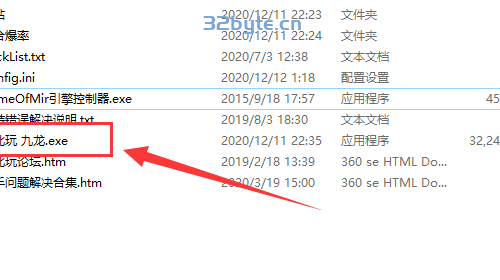 站 2020/12/11 22:23 文件夹
32byte.cn
合爆率 2020/12/11 22:24 文件夹
ckList.txt 2020/7/3 12:38 文本文档
nfig.ini 2020/12/12 1:18 配置设置
meOfMir引擎控制器.exe 2015/9/18 17:57 应用程序 45
错误解决说明.txt 2019/8/3 18:30 文本文档
玩 九龙.exe 2020/12/11 22:35 应用程序 32,24
玩论坛.htm 2019/2/18 13:39 360 se HTML Do...
手问题解决合集.htm 2020/3/19 15:00 360 se HTML Do...